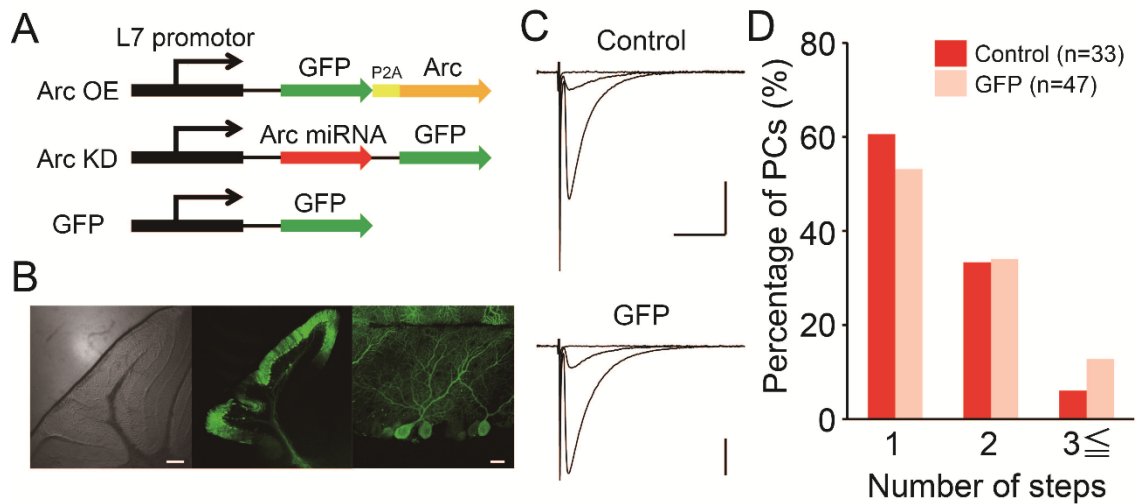 A
L7 promotor
Arc OE
GFP
P2A
Arc
Arc KD
Arc miRNA
GFP
GFP
GFP
B
C
Control
GFP
D
Percentage of PCs (%)
80
60
40
20
0
Control (n=33)
GFP (n=47)
1
2
3≦
Number of steps